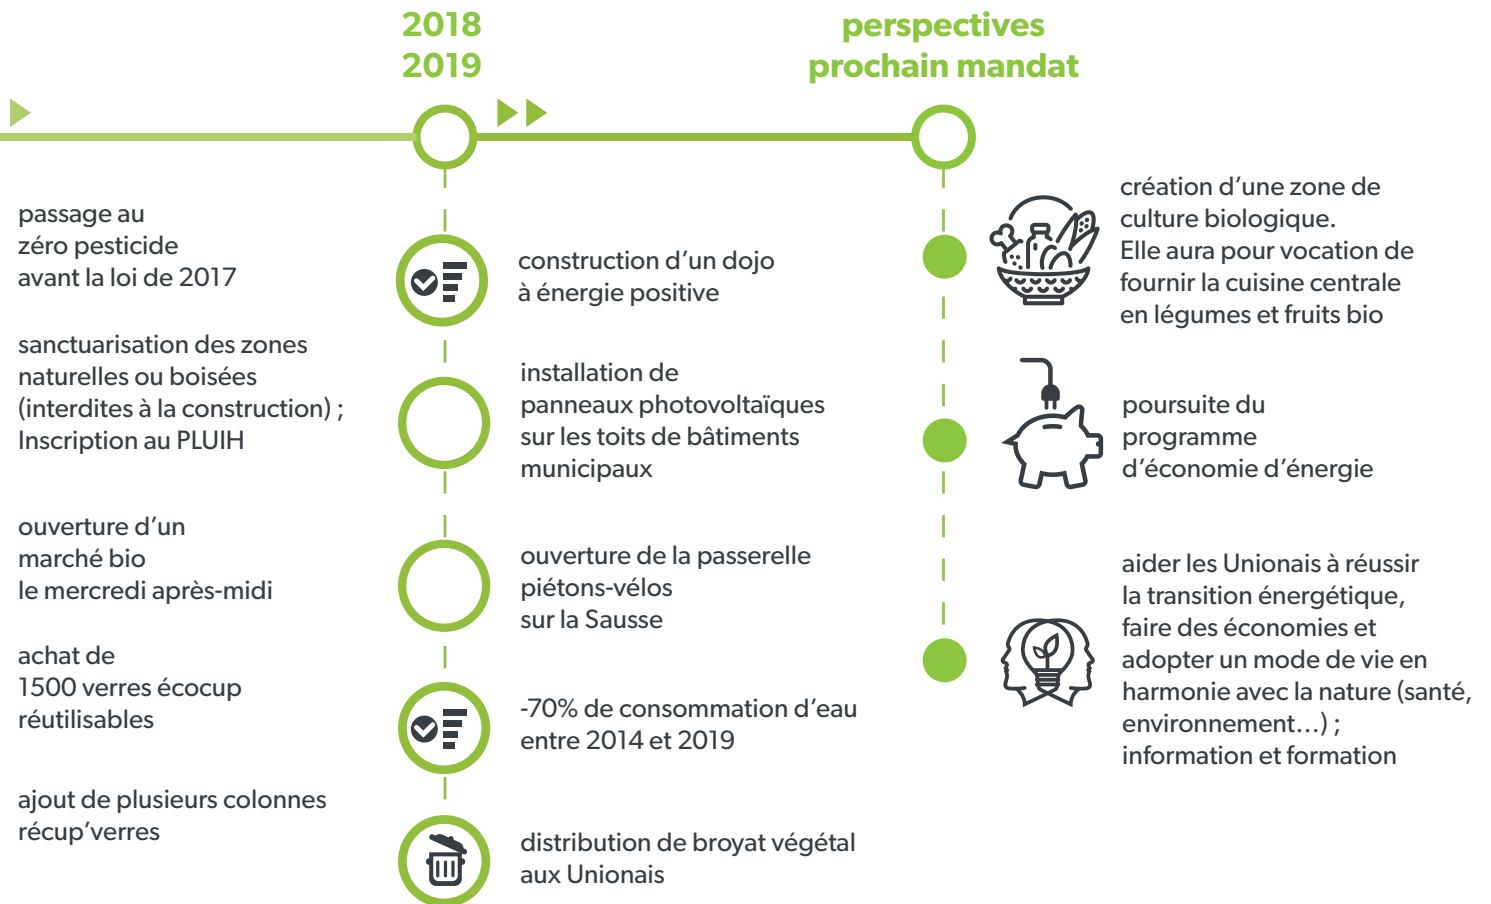 2018
2019
perspectives
prochain mandat
passage au
zéro pesticide
avant la loi de 2017
sanctuarisation des zones
naturelles ou boisées
(interdites à la construction) ;
Inscription au PLUIH
ouverture d’un
marché bio
le mercredi après-midi
achat de
1500 verres écocup
réutilisables
ajout de plusieurs colonnes
récup’verres
construction d’un dojo
à énergie positive
installation de
panneaux photovoltaïques
sur les toits de bâtiments
municipaux
ouverture de la passerelle
piétons-vélos
sur la Sausse
-70% de consommation d’eau
entre 2014 et 2019
distribution de broyat végétal
aux Unionais
création d’une zone de
culture biologique.
Elle aura pour vocation de
fournir la cuisine centrale
en légumes et fruits bio
poursuite du
programme
d’économie d’énergie
aider les Unionais à réussir
la transition énergétique,
faire des économies et
adopter un mode de vie en
harmonie avec la nature (santé,
environnement…) ;
information et formation